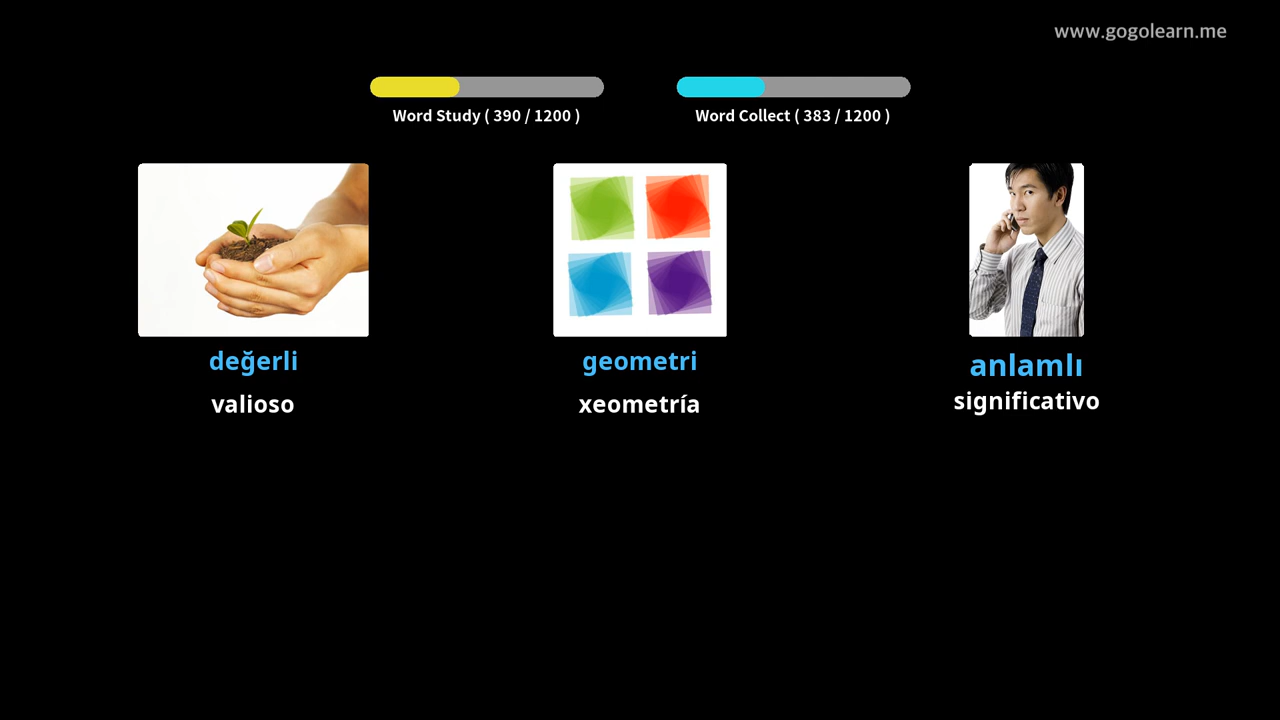 www.gogolearn.me
Word Study ( 390 / 1200 )
Word Collect ( 383 / 1200 )
değerli
valioso
geometri
xeometría
anlamlı
significativo